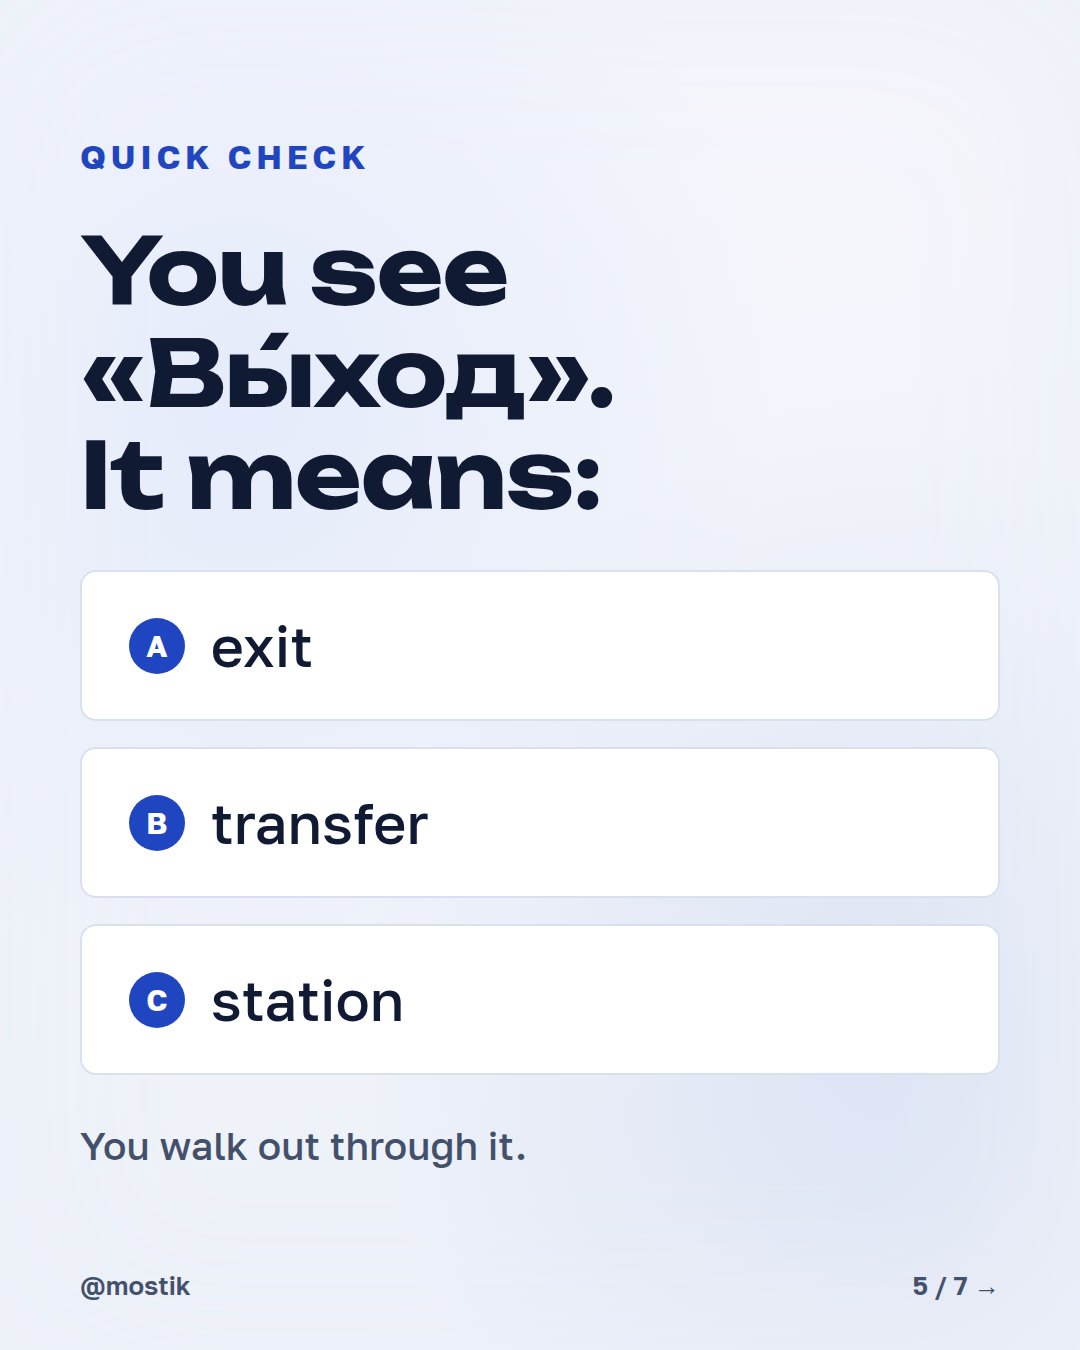 QUICK CHECK
You see
«Вы́ход».
It means:
A exit
B transfer
C station
You walk out through it.
@mostik
5 / 7 →